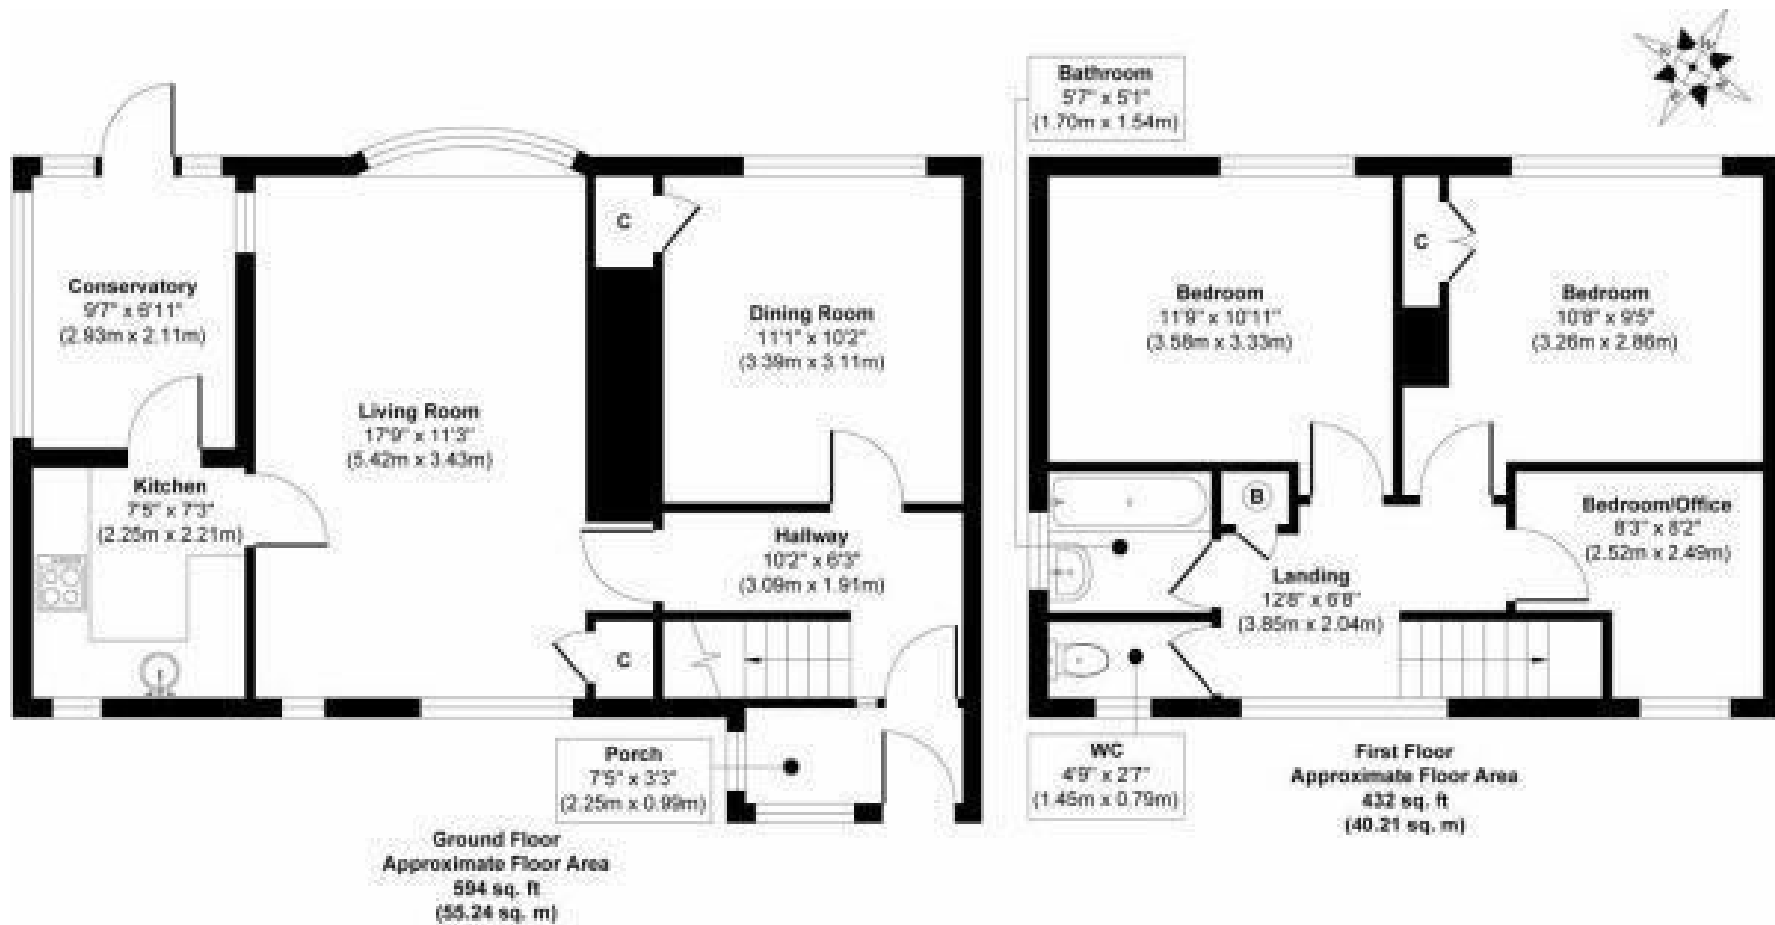 Conservatory
9'7" x 6'11"
(2.93m x 2.11m)
Kitchen
7'5" x 7'3"
(2.25m x 2.21m)
Living Room
17'9" x 11'3"
(5.42m x 3.43m)
C
Dining Room
11'1" x 10'2"
(3.39m x 3.11m)
Hallway
10'2" x 6'3"
(3.09m x 1.91m)
C
Porch
7'5" x 3'3"
(2.25m x 0.99m)
Ground Floor
Approximate Floor Area
594 sq. ft
(55.24 sq. m)
Bathroom
5'7" x 5'1"
(1.70m x 1.54m)
Bedroom
11'9" x 10'11"
(3.58m x 3.33m)
C
Bedroom
10'8" x 9'5"
(3.26m x 2.86m)
B
Bedroom/Office
8'3" x 8'2"
(2.52m x 2.49m)
Landing
12'8" x 6'8"
(3.85m x 2.04m)
WC
4'9" x 2'7"
(1.45m x 0.79m)
First Floor
Approximate Floor Area
432 sq. ft
(40.21 sq. m)